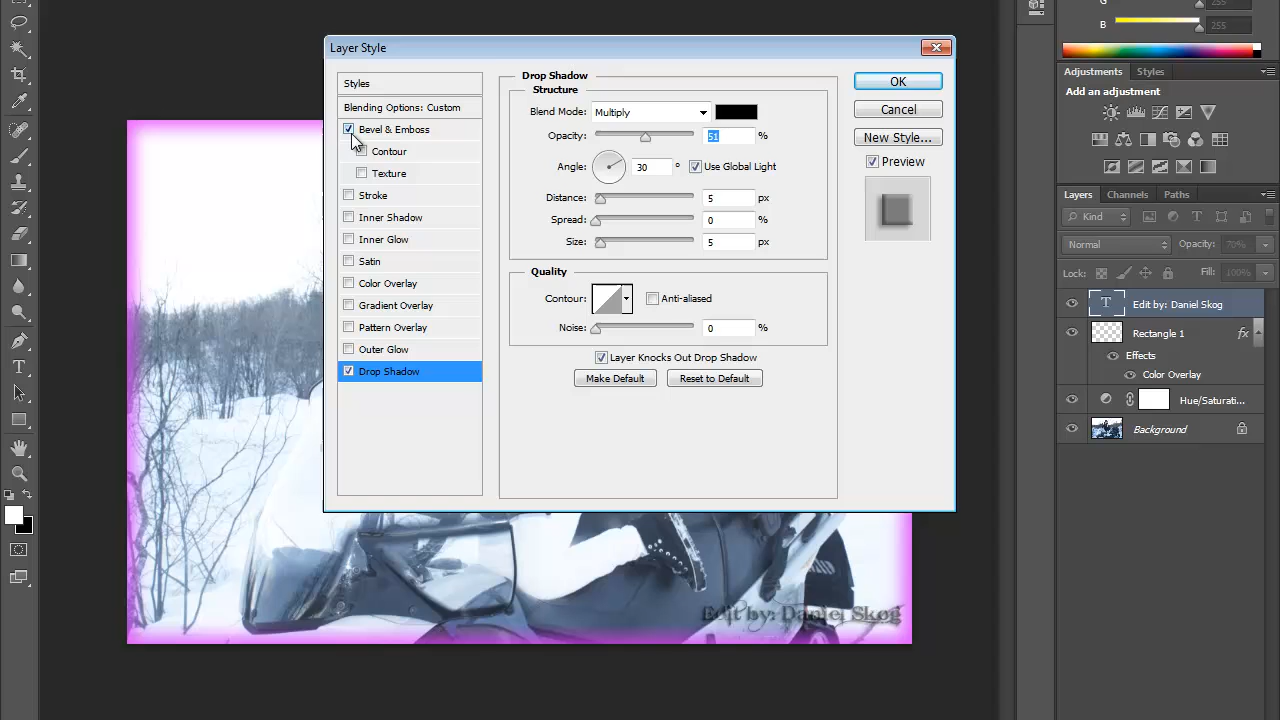 Layer Style
Styles
Blending Options: Custom
Bevel & Emboss
Contour
Texture
Stroke
Inner Shadow
Inner Glow
Satin
Color Overlay
Gradient Overlay
Pattern Overlay
Outer Glow
Drop Shadow
Drop Shadow
Structure
Blend Mode: Multiply
Opacity: 51 %
Angle: 30 ° Use Global Light
Distance: 5 px
Spread: 0 %
Size: 5 px
Quality
Contour: Anti-aliased
Noise: 0 %
Layer Knocks Out Drop Shadow
Make Default Reset to Default
OK
Cancel
New Style...
Preview
G 255
B 255
Adjustments Styles
Add an adjustment
Layers Channels Paths
Kind
Normal Opacity: 70%
Lock: Fill: 100%
T Edit by: Daniel Skog
Rectangle 1 fx
Effects
Color Overlay
Hue/Saturati...
Background
Edit by: Daniel Skog